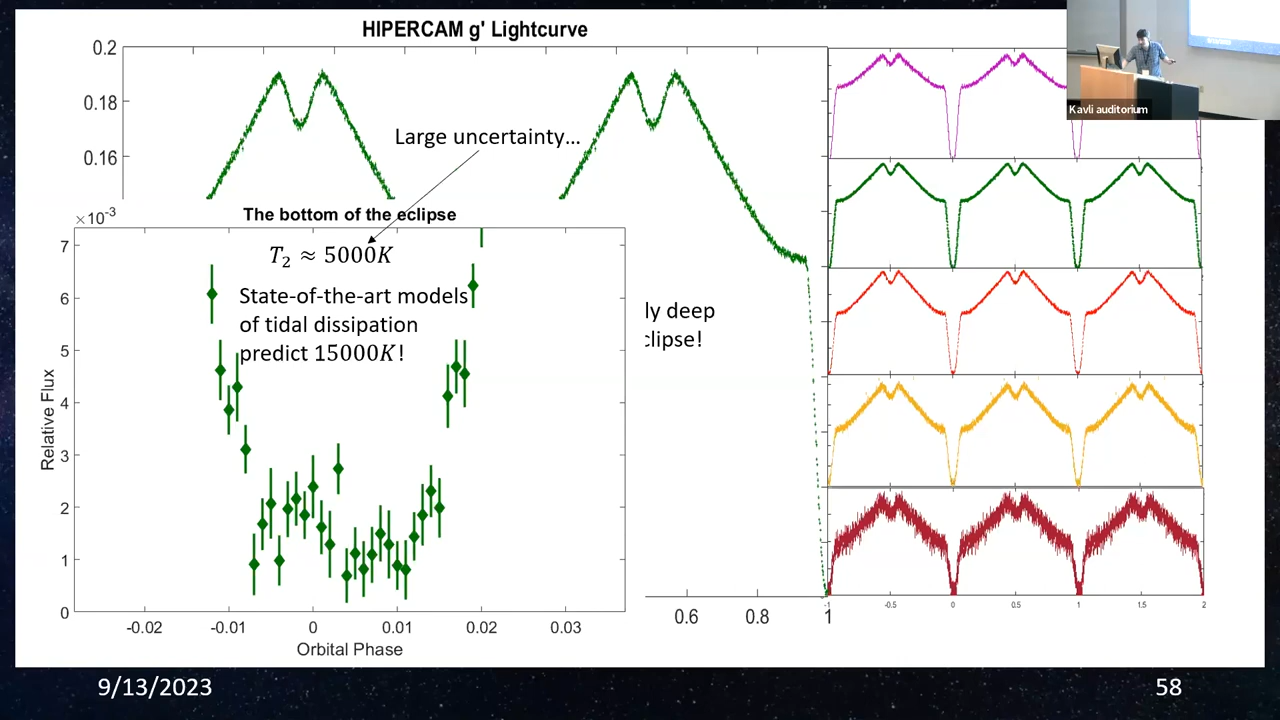 HIPERCAM g' Lightcurve
0.2
0.18
0.16
Large uncertainty...
×10⁻³
The bottom of the eclipse
T₂ ≈ 5000K
State-of-the-art models
of tidal dissipation
predict 15000K!
7
6
5
4
3
2
1
0
Relative Flux
-0.02
-0.01
0
0.01
0.02
0.03
Orbital Phase
ly deep
clipse!
0.6
0.8
1
-1
-0.5
0
0.5
1
1.5
2
Kavli auditorium
9/13/2023
58